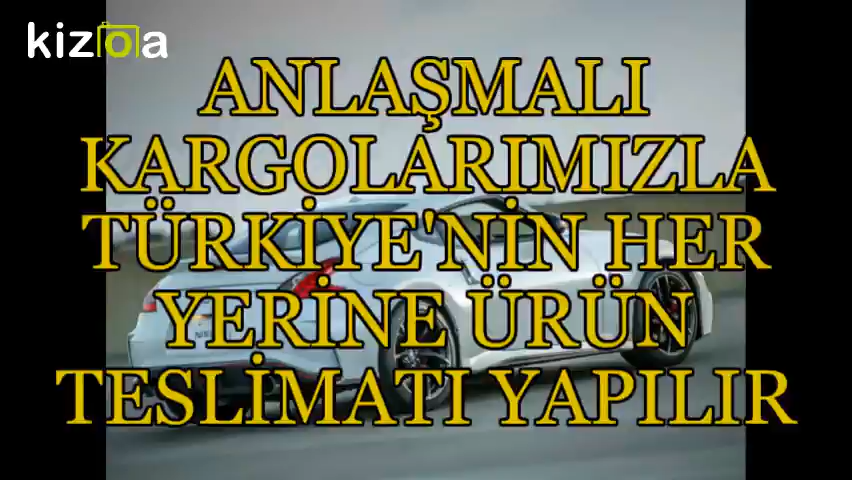 kizoa
ANLAŞMALI
KARGOLARIMIZLA
TÜRKİYE'NİN HER
YERİNE ÜRÜN
TESLİMATI YAPILIR